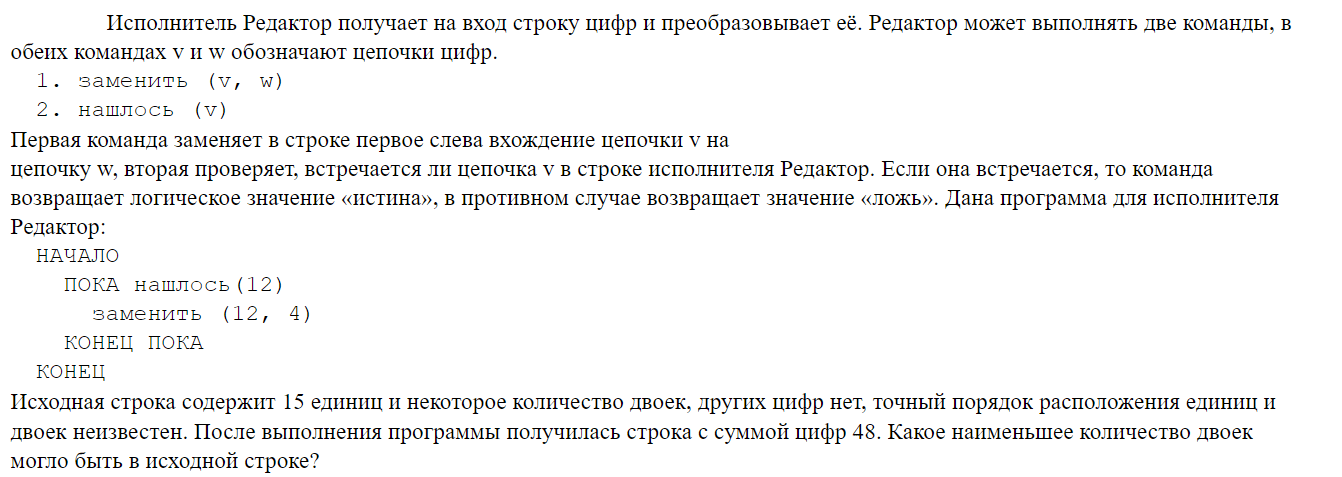 Исполнитель Редактор получает на вход строку цифр и преобразовывает её. Редактор может выполнять две команды, в
обеих командах v и w обозначают цепочки цифр.
1. заменить (v, w)
2. нашлось (v)
Первая команда заменяет в строке первое слева вхождение цепочки v на
цепочку w, вторая проверяет, встречается ли цепочка v в строке исполнителя Редактор. Если она встречается, то команда
возвращает логическое значение «истина», в противном случае возвращает значение «ложь». Дана программа для исполнителя
Редактор:
НАЧАЛО
ПОКА нашлось(12)
заменить (12, 4)
КОНЕЦ ПОКА
КОНЕЦ
Исходная строка содержит 15 единиц и некоторое количество двоек, других цифр нет, точный порядок расположения единиц и
двоек неизвестен. После выполнения программы получилась строка с суммой цифр 48. Какое наименьшее количество двоек
могло быть в исходной строке?